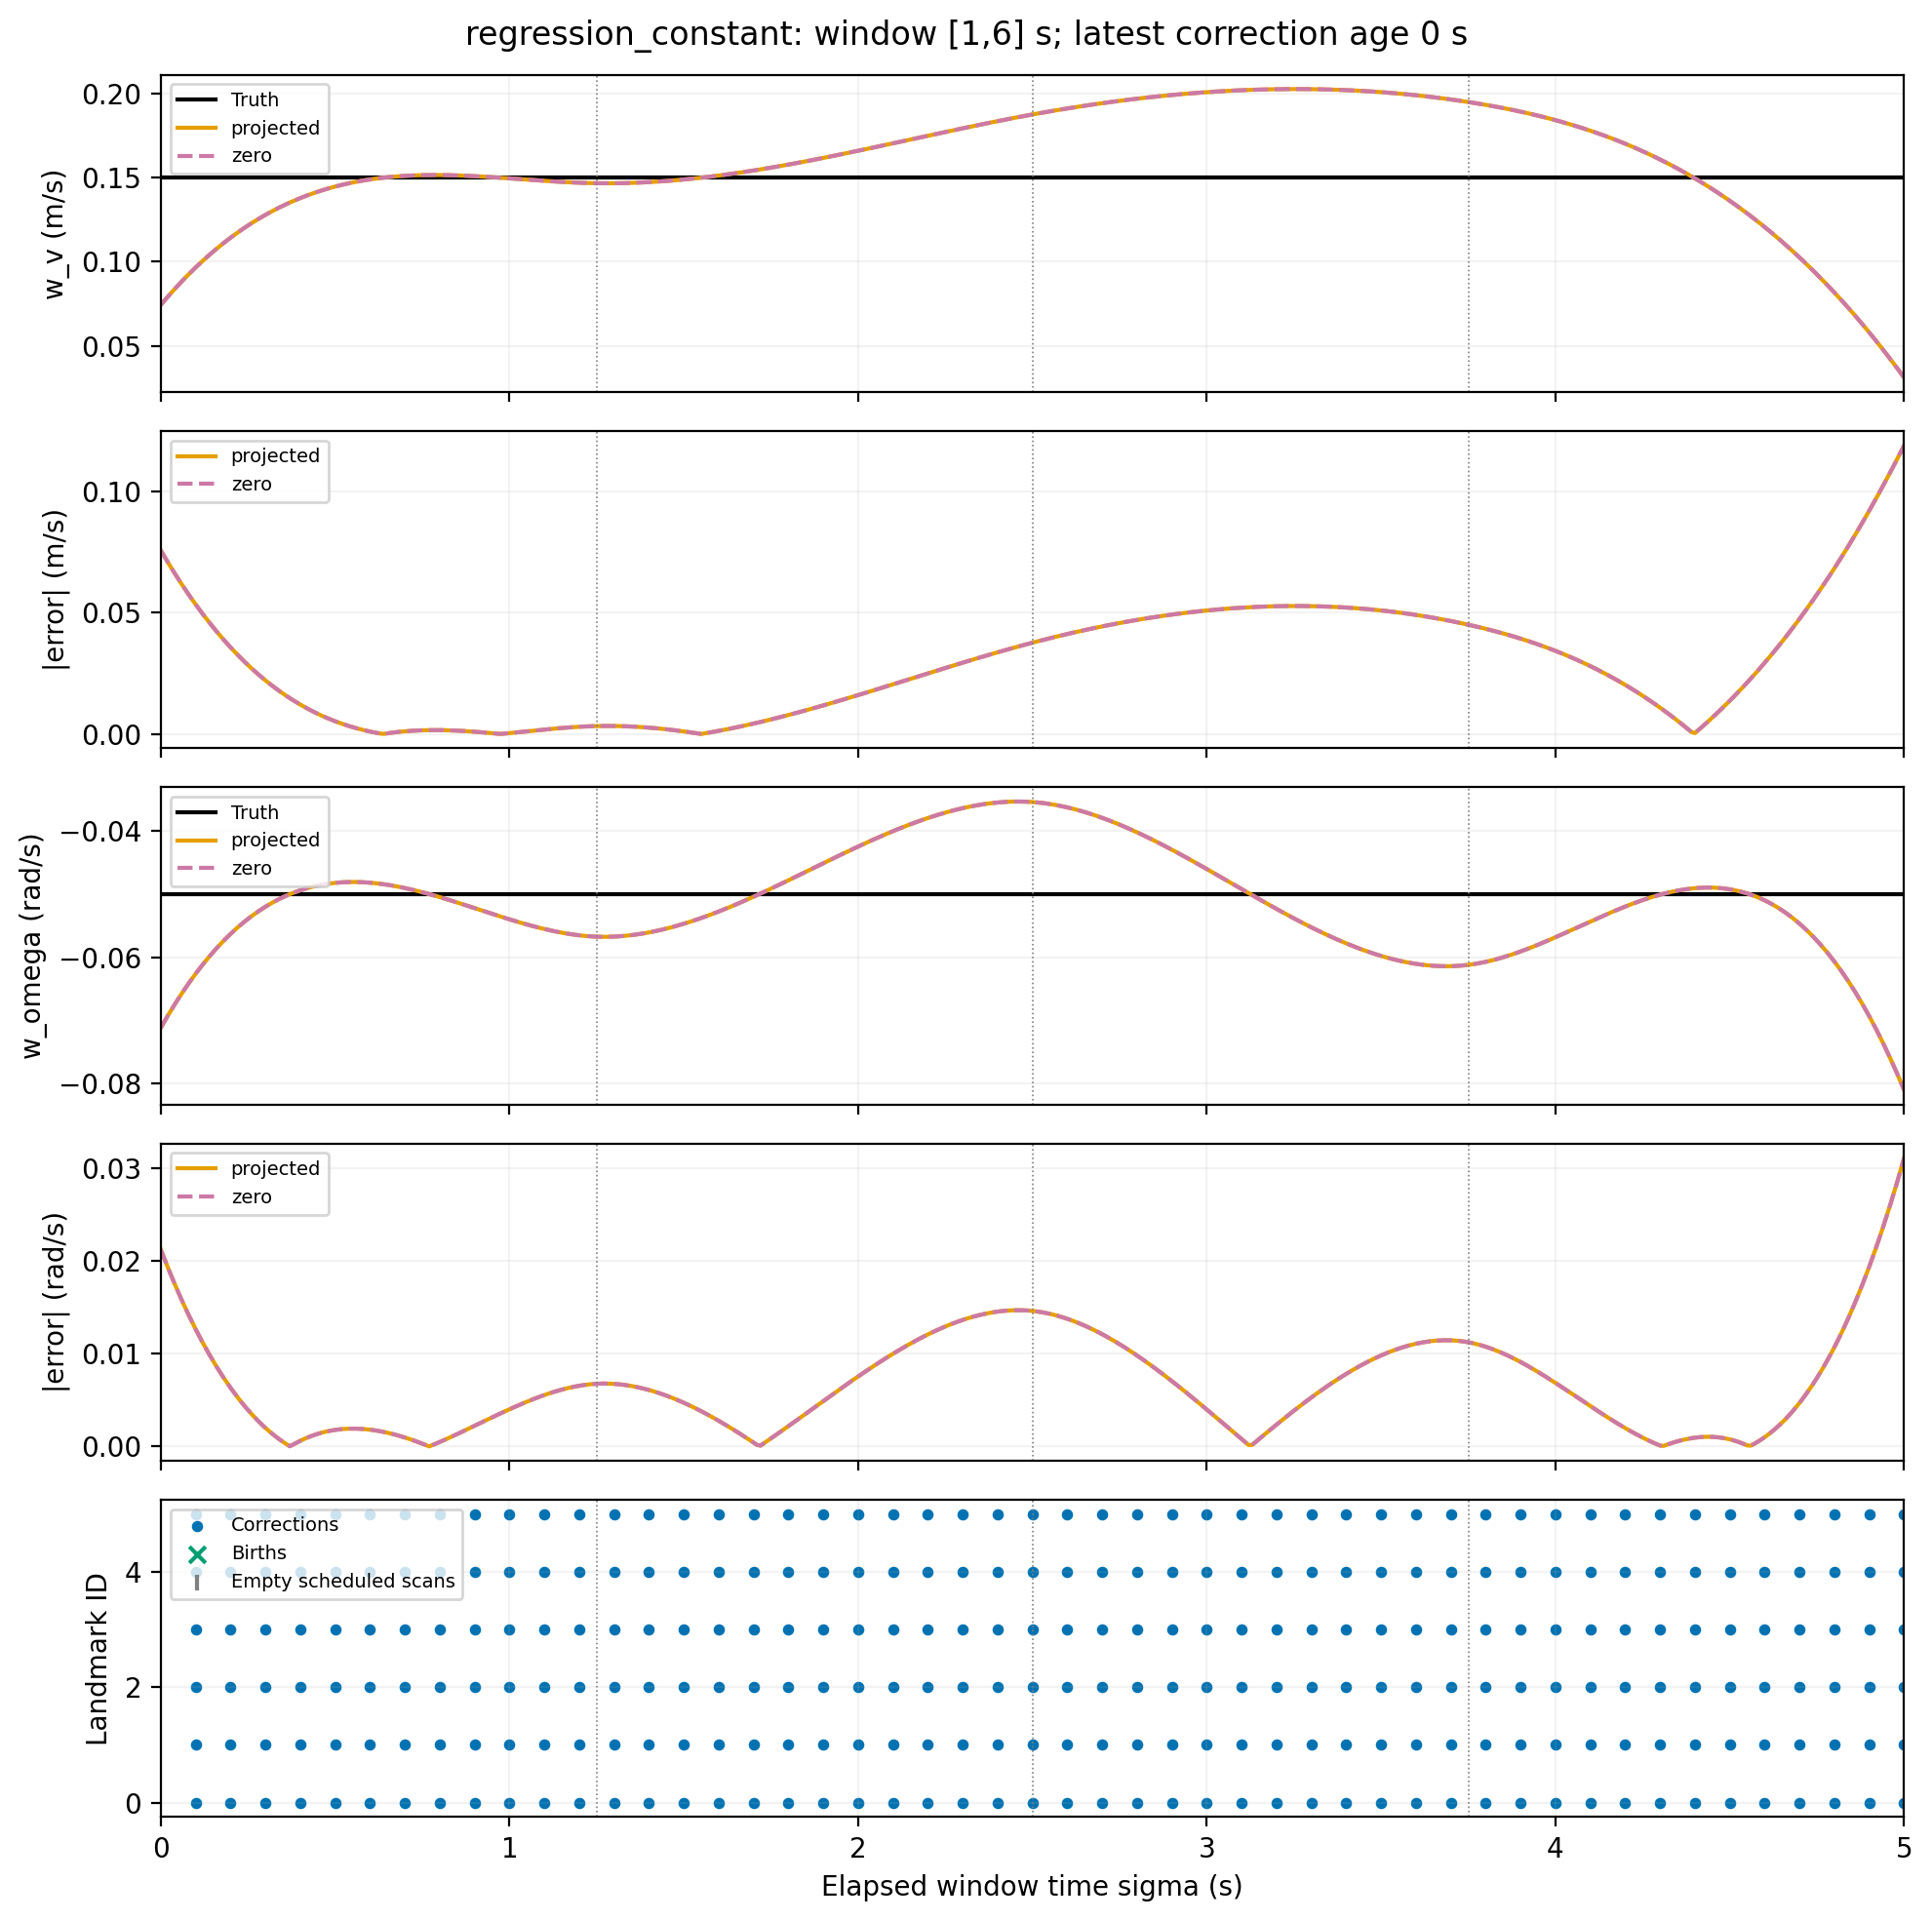 regression_constant: window [1,6] s; latest correction age 0 s
0.20
0.15
0.10
0.05
w_v (m/s)
Truth
projected
zero
0.10
0.05
0.00
|error| (m/s)
projected
zero
−0.04
−0.06
−0.08
w_omega (rad/s)
Truth
projected
zero
0.03
0.02
0.01
0.00
|error| (rad/s)
projected
zero
4
2
0
Landmark ID
Corrections
Births
Empty scheduled scans
0 1 2 3 4 5
Elapsed window time sigma (s)